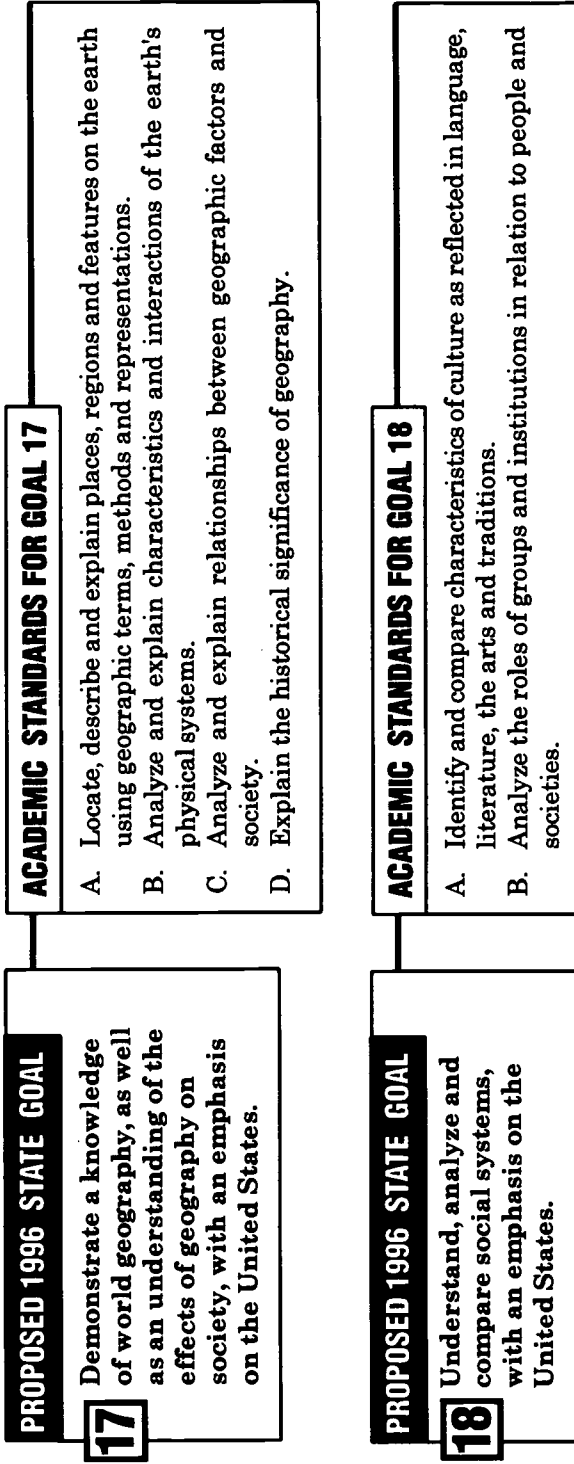 PROPOSED 1996 STATE GOAL
17
Demonstrate a knowledge
of world geography, as well
as an understanding of the
effects of geography on
society, with an emphasis
on the United States.
ACADEMIC STANDARDS FOR GOAL 17
A. Locate, describe and explain places, regions and features on the earth
using geographic terms, methods and representations.
B. Analyze and explain characteristics and interactions of the earth's
physical systems.
C. Analyze and explain relationships between geographic factors and
society.
D. Explain the historical significance of geography.
PROPOSED 1996 STATE GOAL
18
Understand, analyze and
compare social systems,
with an emphasis on the
United States.
ACADEMIC STANDARDS FOR GOAL 18
A. Identify and compare characteristics of culture as reflected in language,
literature, the arts and traditions.
B. Analyze the roles of groups and institutions in relation to people and
societies.